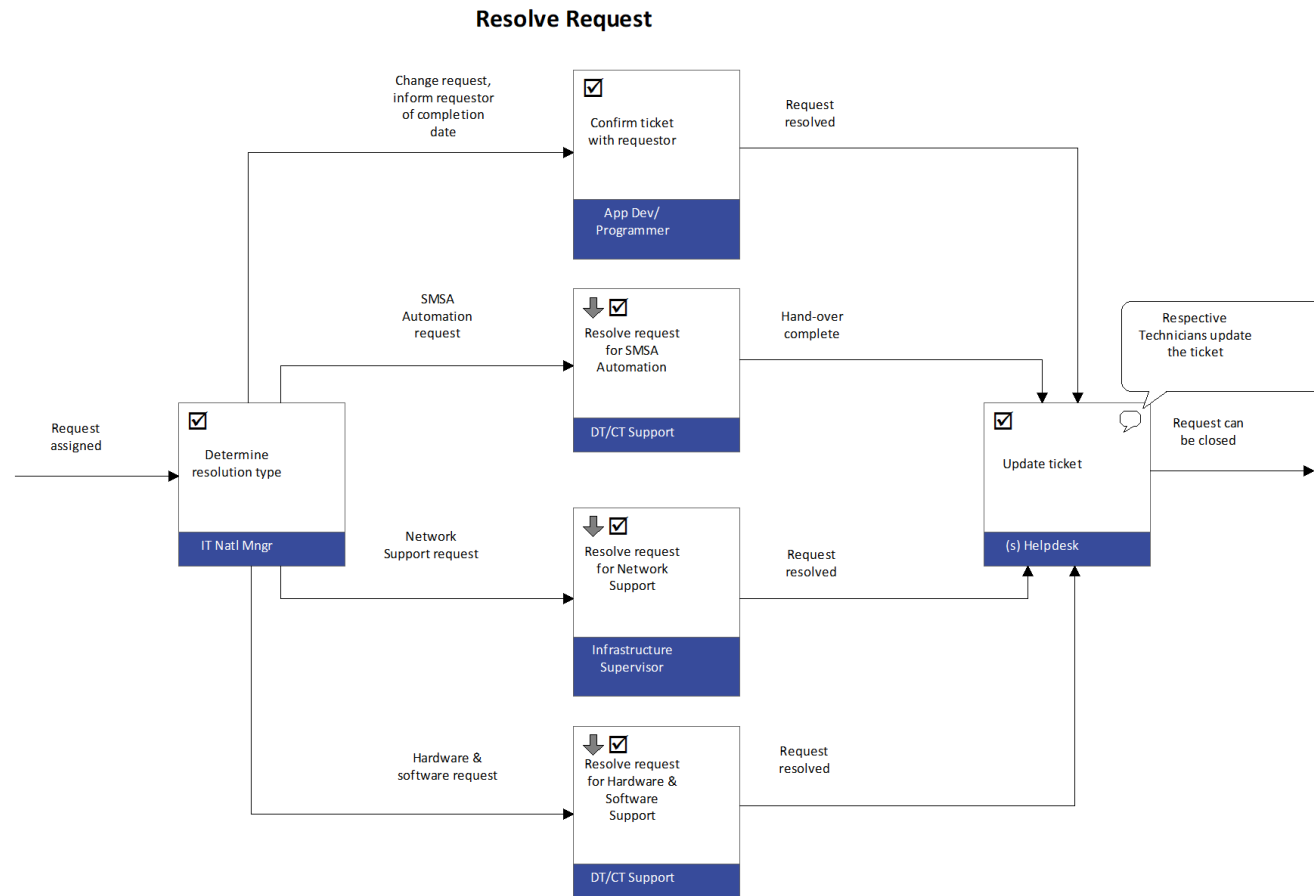 Resolve Request
Change request,
inform requestor
of completion
date
Confirm ticket
with requestor
App Dev/
Programmer
Request
resolved
SMSA
Automation
request
Resolve request
for SMSA
Automation
DT/CT Support
Hand-over
complete
Respective
Technicians update
the ticket
Request
assigned
Determine
resolution type
IT Natl Mngr
Update ticket
(s) Helpdesk
Request can
be closed
Network
Support request
Resolve request
for Network
Support
Infrastructure
Supervisor
Request
resolved
Hardware &
software request
Resolve request
for Hardware &
Software
Support
DT/CT Support
Request
resolved